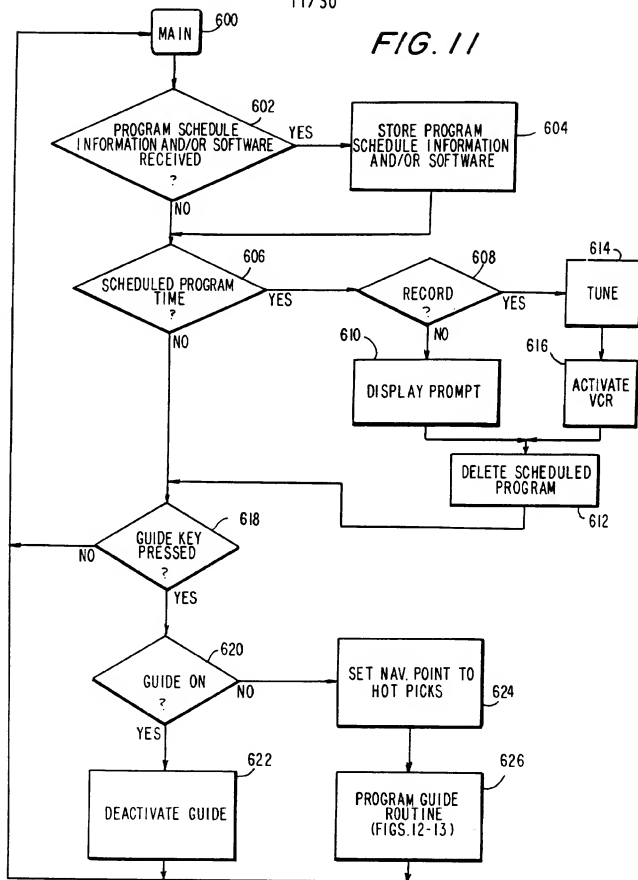 11/30
FIG. 11
MAIN
600
602
PROGRAM SCHEDULE
INFORMATION AND/OR SOFTWARE
RECEIVED
?
YES
NO
STORE PROGRAM
SCHEDULE INFORMATION
AND/OR SOFTWARE
604
606
SCHEDULED PROGRAM
TIME
?
YES
NO
608
RECORD
?
YES
NO
614
TUNE
610
DISPLAY PROMPT
616
ACTIVATE
VCR
DELETE SCHEDULED
PROGRAM
612
618
GUIDE KEY
PRESSED
?
NO
YES
620
GUIDE ON
?
NO
YES
SET NAV. POINT TO
HOT PICKS
624
622
DEACTIVATE GUIDE
626
PROGRAM GUIDE
ROUTINE
(FIGS.12-13)